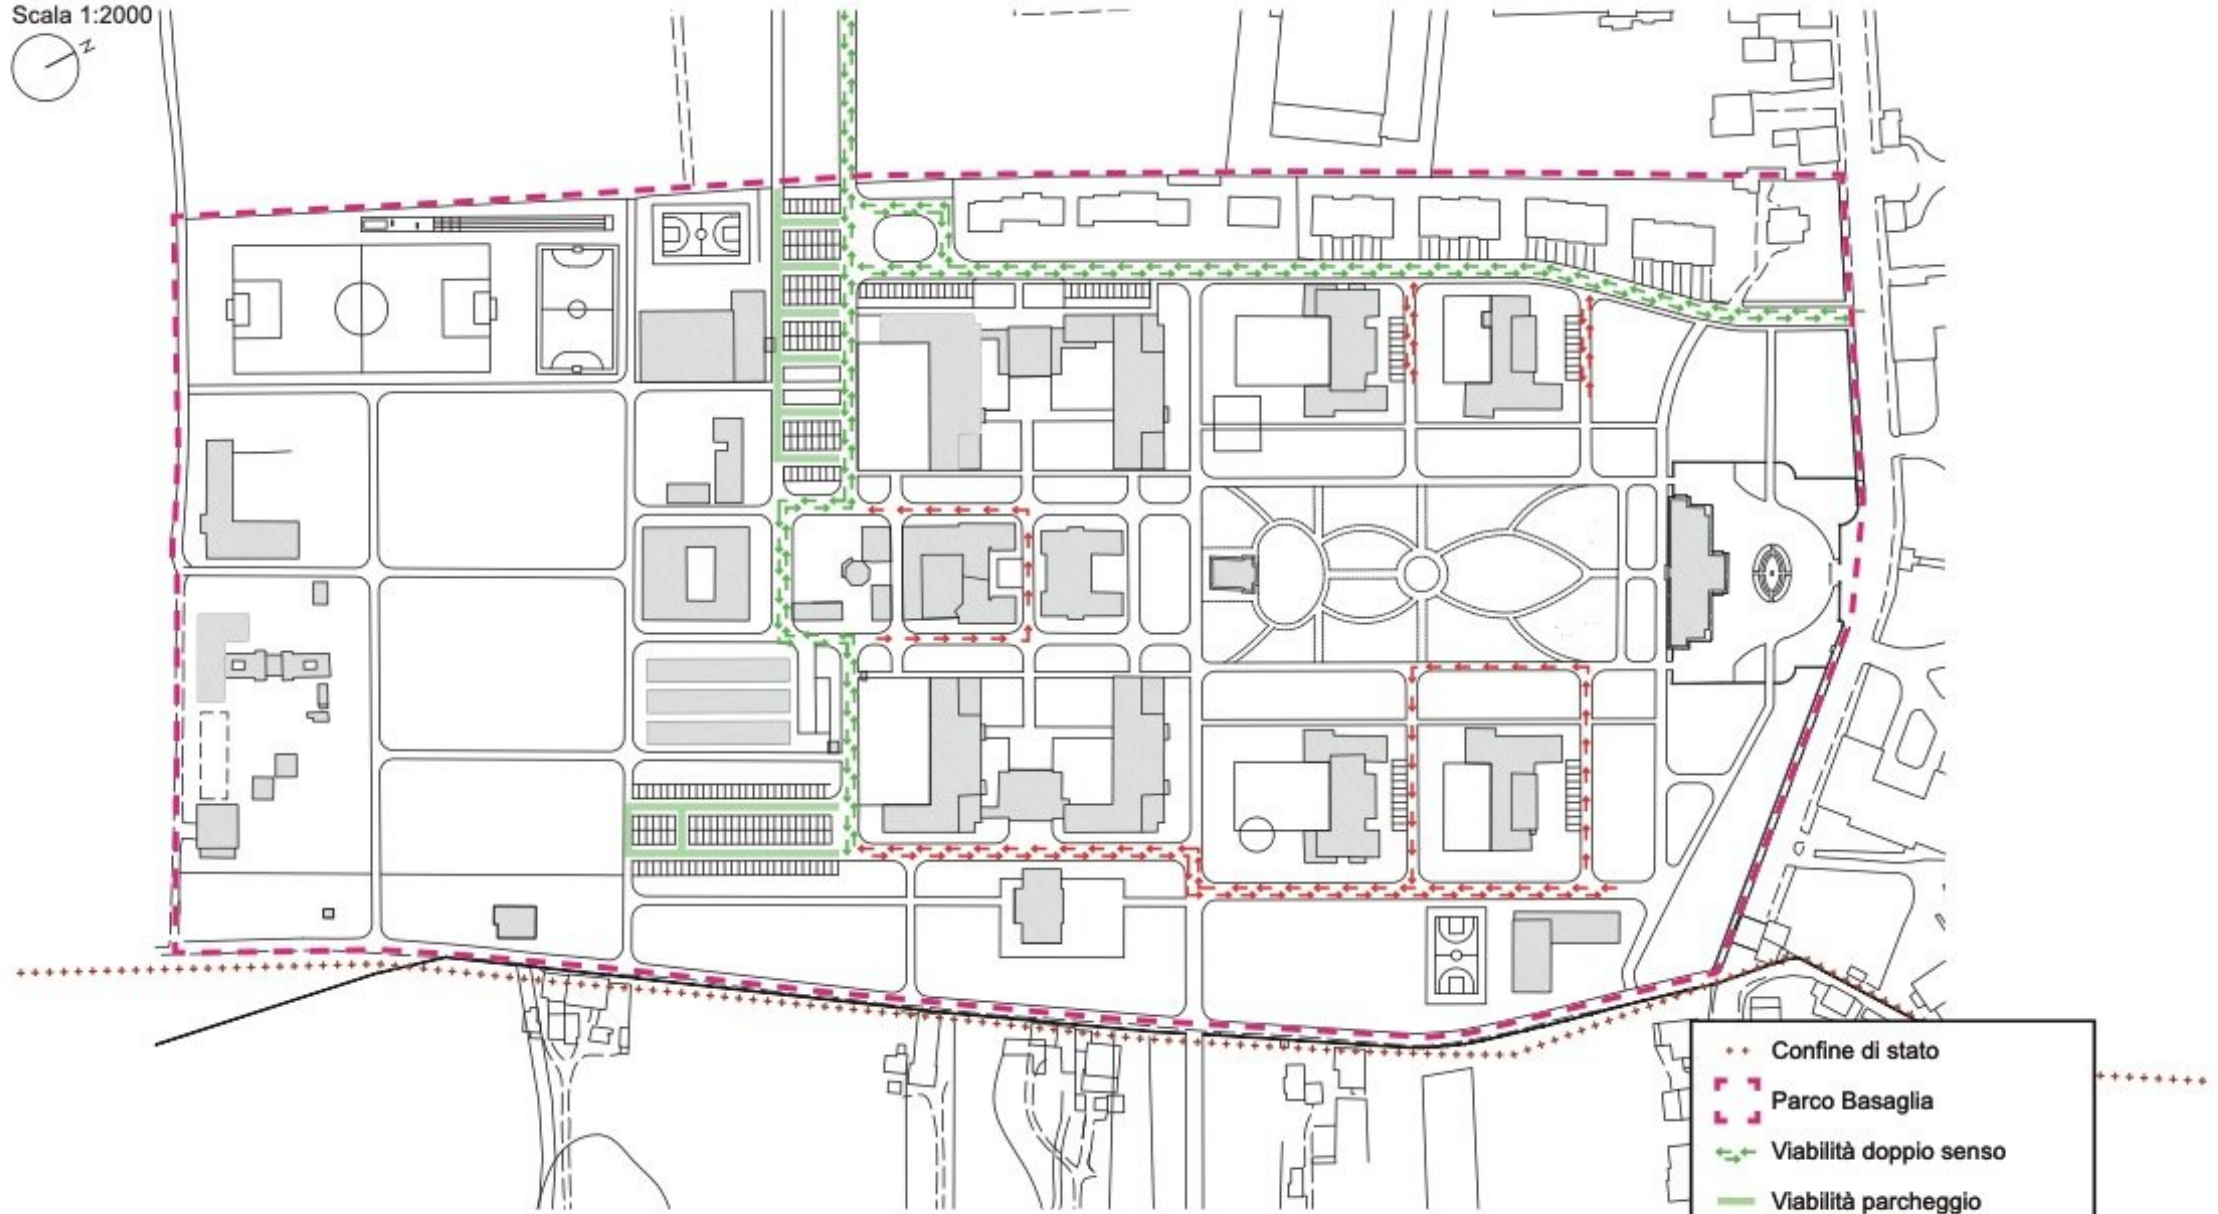 Scala 1:2000
N
Confine di stato
Parco Basaglia
Viabilità doppio senso
Viabilità parcheggio